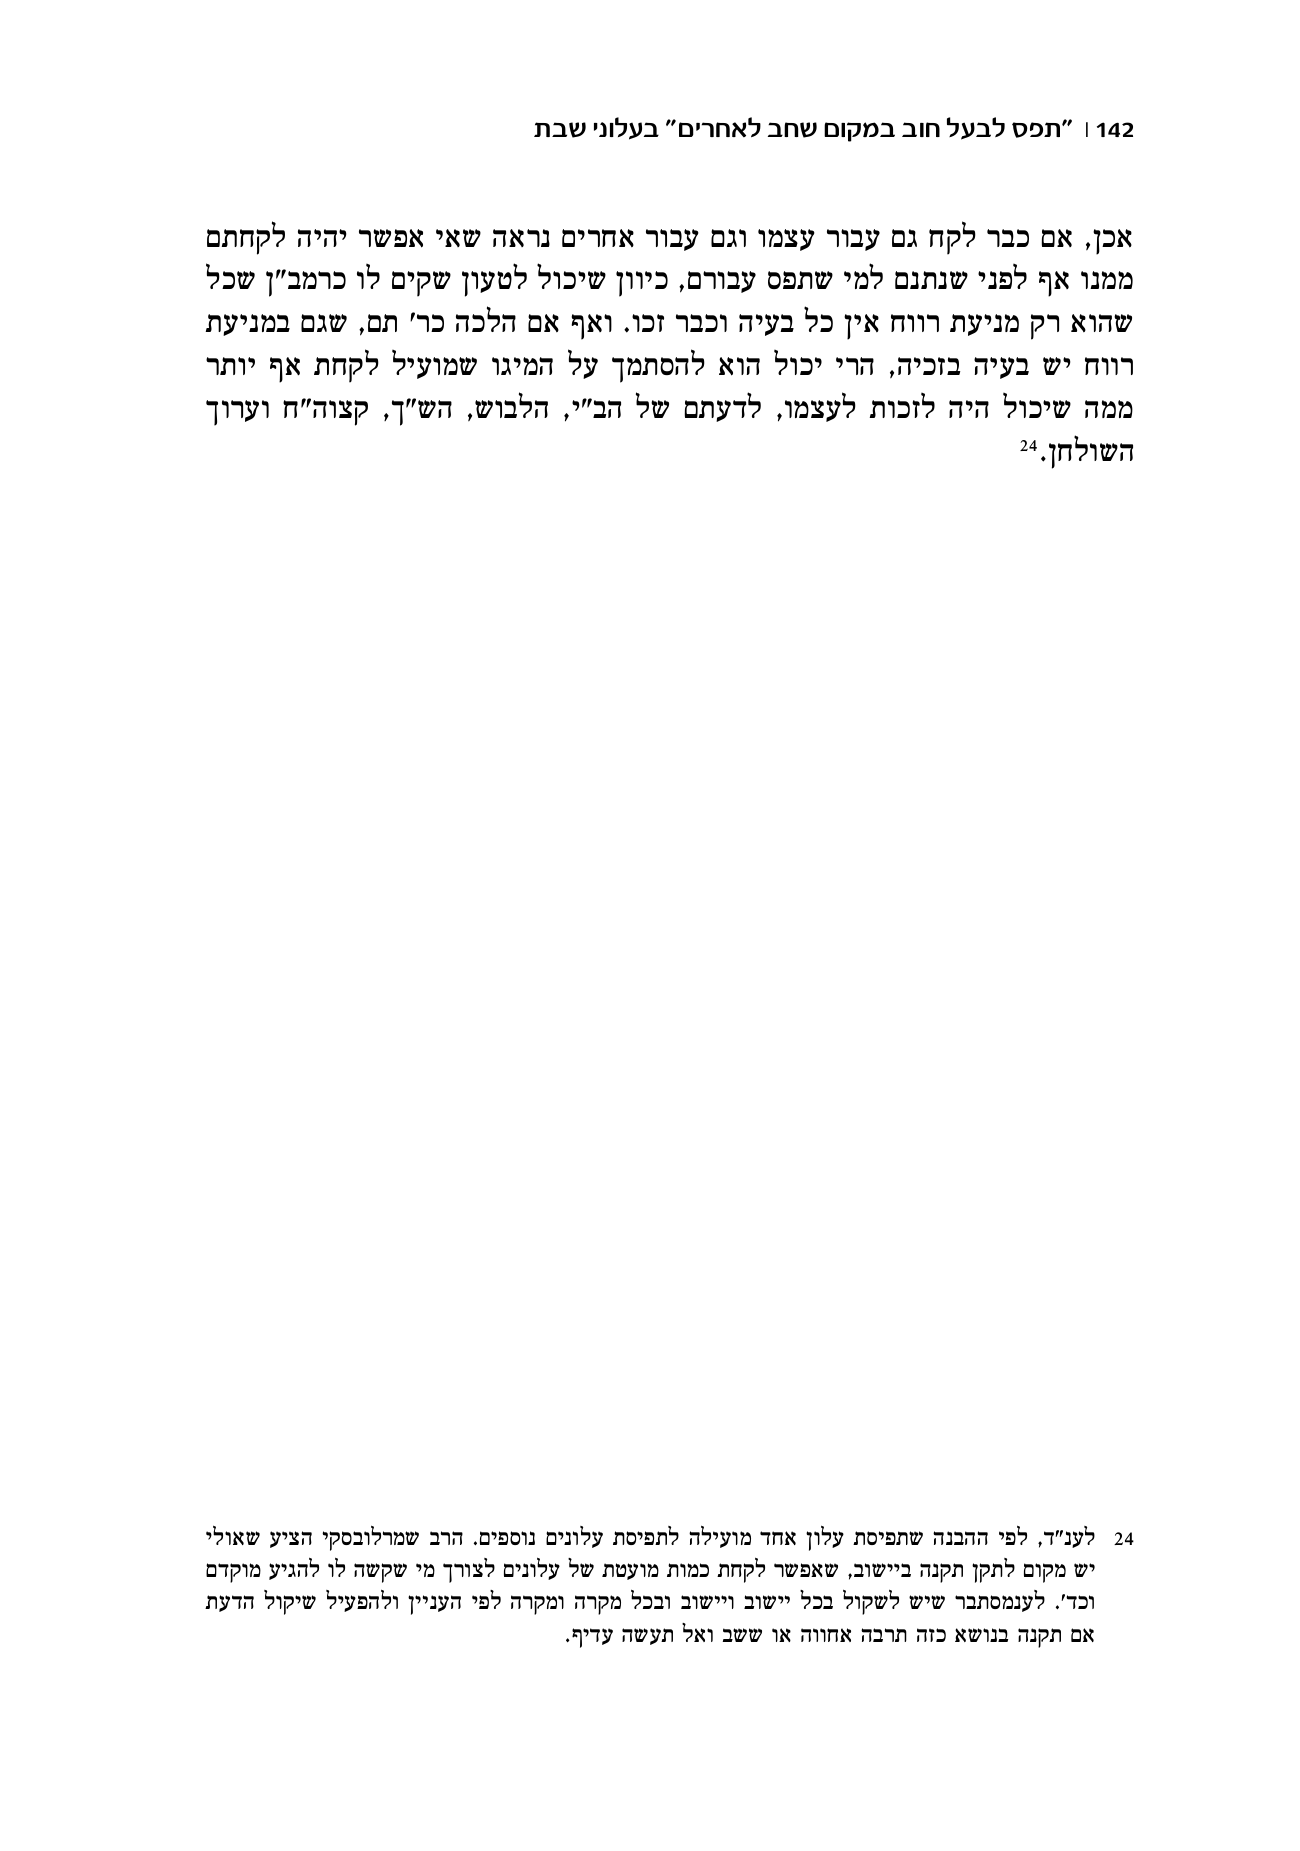 142 | "תפס לבעל חוב במקום שחב לאחרים" בעלוני שבת
אכן, אם כבר לקח גם עבור עצמו וגם עבור אחרים נראה שאי אפשר יהיה לקחתם
ממנו אף לפני שנתנם למי שתפס עבורם, כיוון שיכול לטעון שקים לו כרמב"ן שכל
שהוא רק מניעת רווח אין כל בעיה וכבר זכו. ואף אם הלכה כר' תם, שגם במניעת
רווח יש בעיה בזכיה, הרי יכול הוא להסתמך על המיגו שמועיל לקחת אף יותר
ממה שיכול היה לזכות לעצמו, לדעתם של הב"י, הלבוש, הש"ך, קצוה"ח וערוך
השולחן.24
24 לענ"ד, לפי ההבנה שתפיסת עלון אחד מועילה לתפיסת עלונים נוספים. הרב שמרלובסקי הציע שאולי
יש מקום לתקן תקנה ביישוב, שאפשר לקחת כמות מועטת של עלונים לצורך מי שקשה לו להגיע מוקדם
וכד'. לענמסתבר שיש לשקול בכל יישוב ויישוב ובכל מקרה ומקרה לפי העניין ולהפעיל שיקול הדעת
אם תקנה בנושא כזה תרבה אחווה או ששב ואל תעשה עדיף.